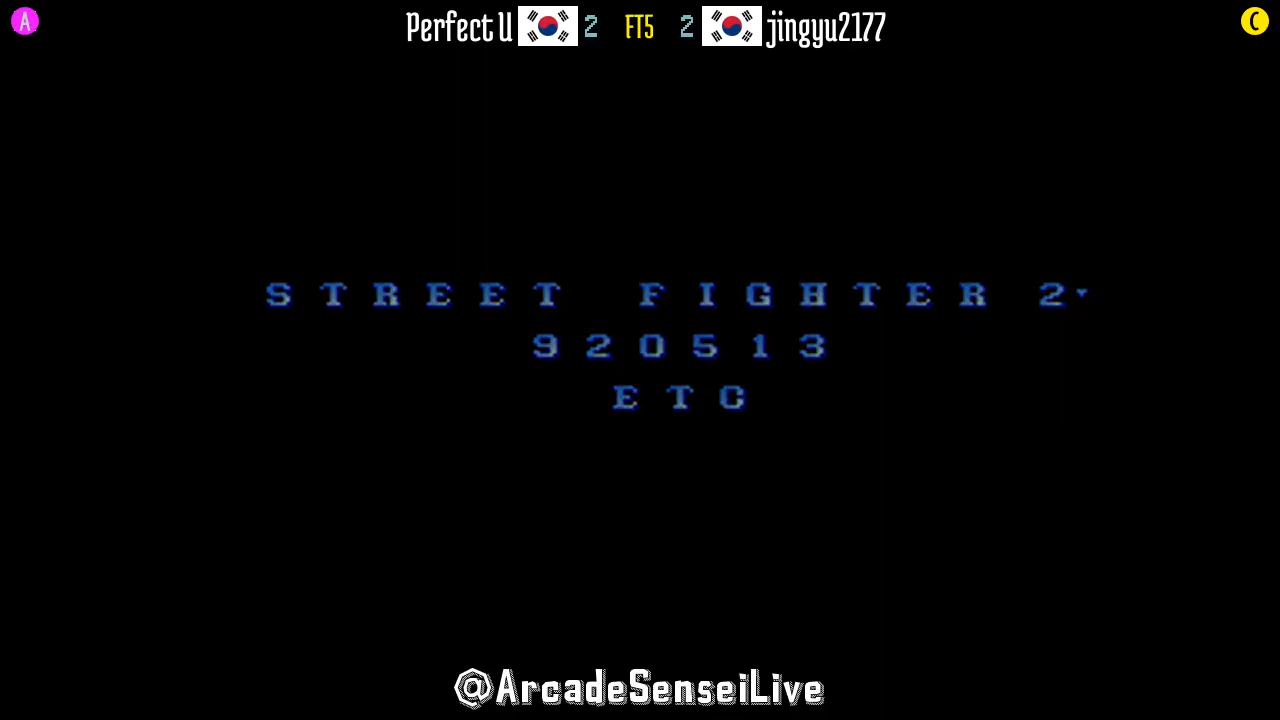 A
Perfect U 2 FT5 2 jingyu2177
C
STREET FIGHTER 2'
920513
ETC
@ArcadeSenseiLive